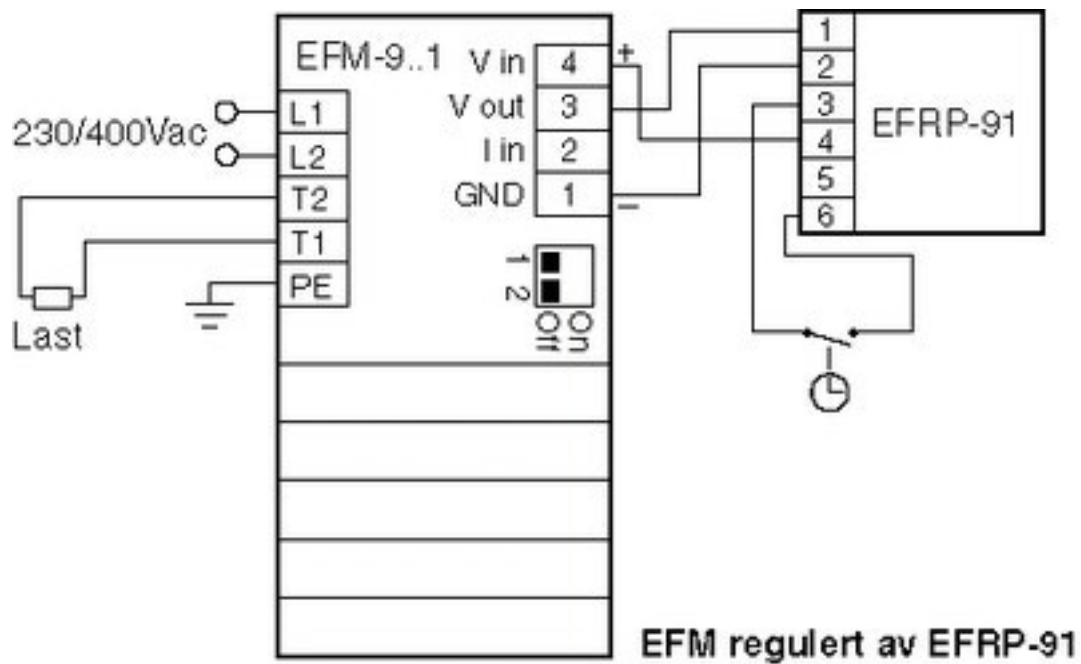 EFM-9..1
V in 4 +
V out 3
I in 2
GND 1 −
230/400Vac
L1
L2
T2
T1
PE
Last
1
2
Off
On
1
2
3
4
5
6
EFRP-91
EFM regulert av EFRP-91